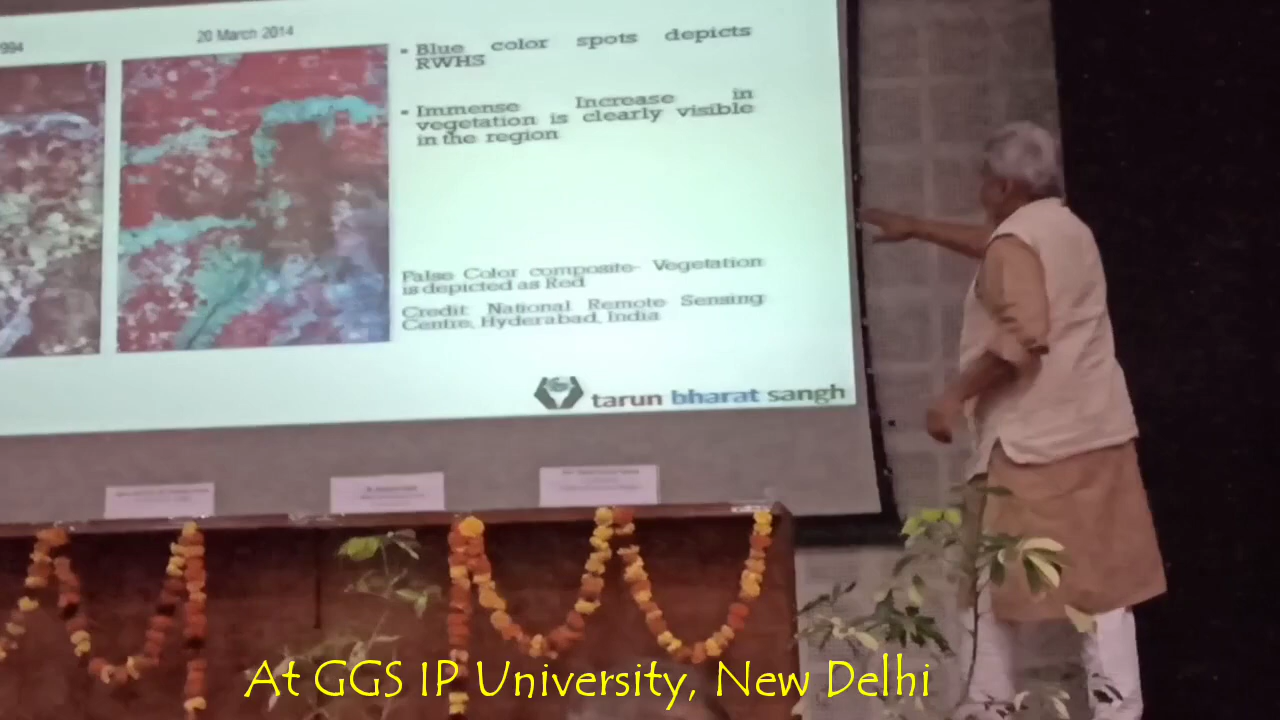 994
20 March 2014
Blue color spots depicts
RWHS
Immense Increase in
vegetation is clearly visible
in the region
False Color composite- Vegetation
is depicted as Red
Credit: National Remote Sensing
Centre, Hyderabad, India
tarun bharat sangh
At GGS IP University, New Delhi